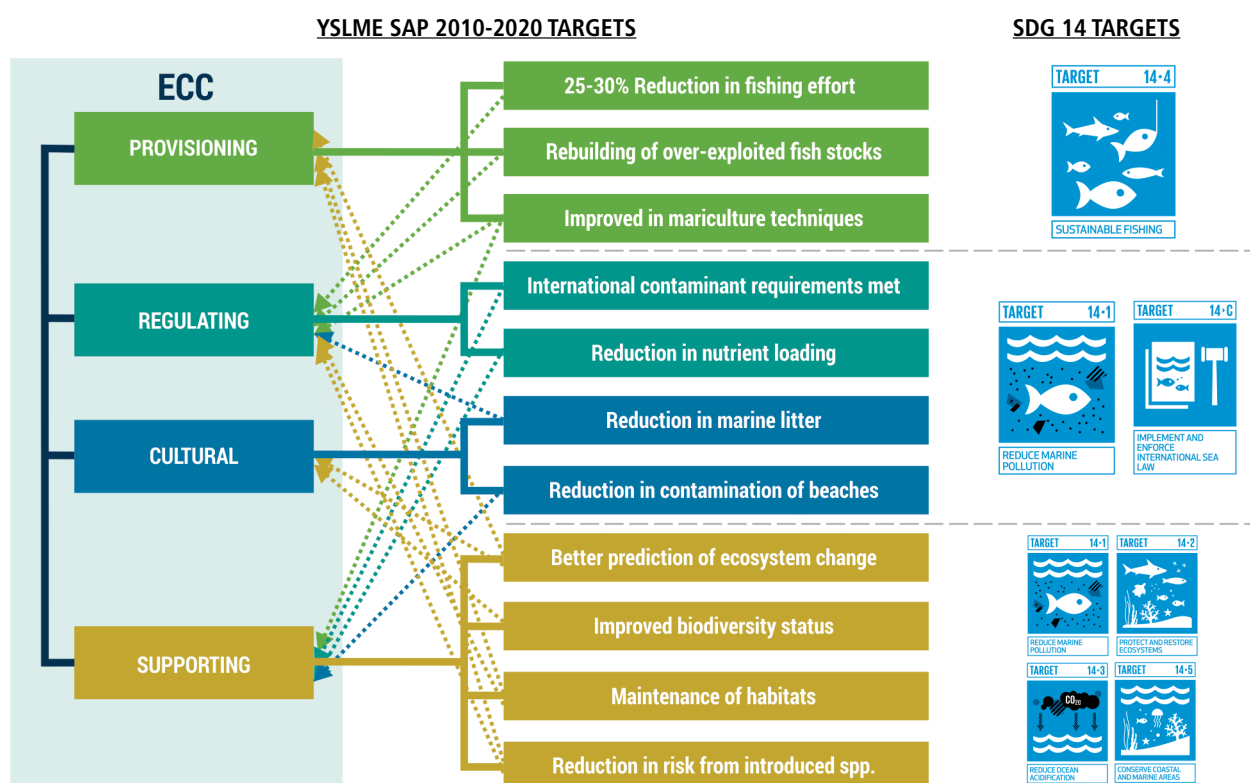 YSLME SAP 2010-2020 TARGETS
SDG 14 TARGETS
ECC
PROVISIONING
REGULATING
CULTURAL
SUPPORTING
25-30% Reduction in fishing effort
Rebuilding of over-exploited fish stocks
Improved in mariculture techniques
International contaminant requirements met
Reduction in nutrient loading
Reduction in marine litter
Reduction in contamination of beaches
Better prediction of ecosystem change
Improved biodiversity status
Maintenance of habitats
Reduction in risk from introduced spp.
TARGET 14·4
SUSTAINABLE FISHING
TARGET 14·1
REDUCE MARINE
POLLUTION
TARGET 14·C
IMPLEMENT AND
ENFORCE
INTERNATIONAL SEA
LAW
TARGET 14·1
REDUCE MARINE
POLLUTION
TARGET 14·2
PROTECT AND RESTORE
ECOSYSTEMS
TARGET 14·3
CO2e
REDUCE OCEAN
ACIDIFICATION
TARGET 14·5
CONSERVE COASTAL
AND MARINE AREAS